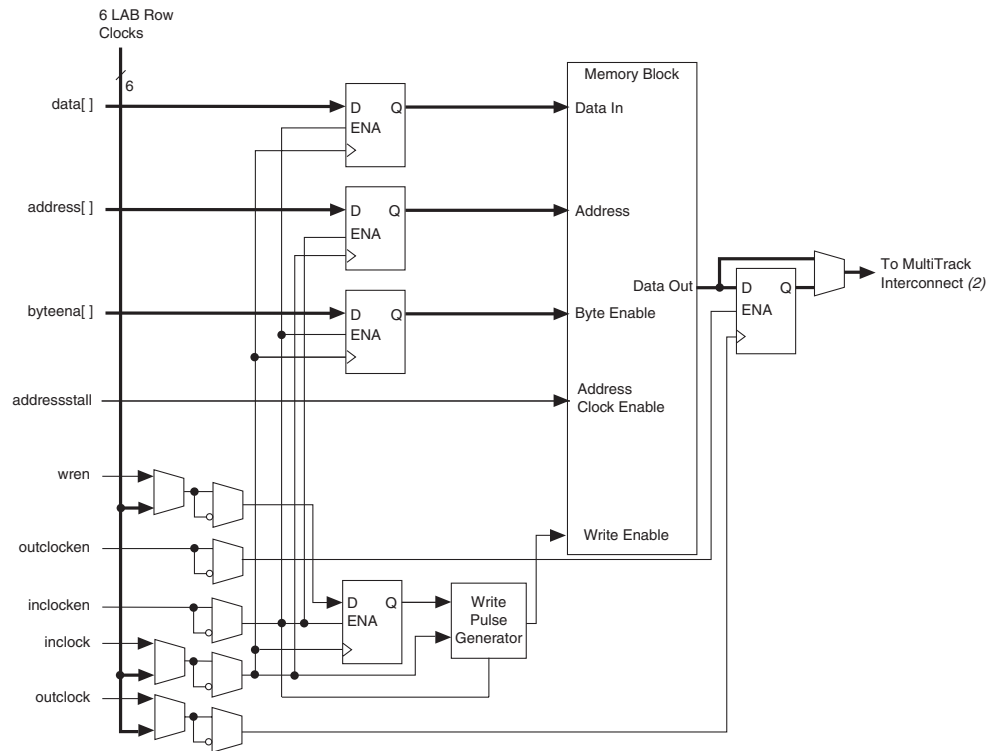 6 LAB Row
Clocks
6
data[ ]
D Q
ENA
Memory Block
Data In
address[ ]
D Q
ENA
Address
To MultiTrack
Interconnect (2)
Data Out
D Q
ENA
byteena[ ]
D Q
ENA
Byte Enable
addressstall
Address
Clock Enable
wren
Write Enable
outclocken
inclocken
D Q
ENA
Write
Pulse
Generator
inclock
outclock